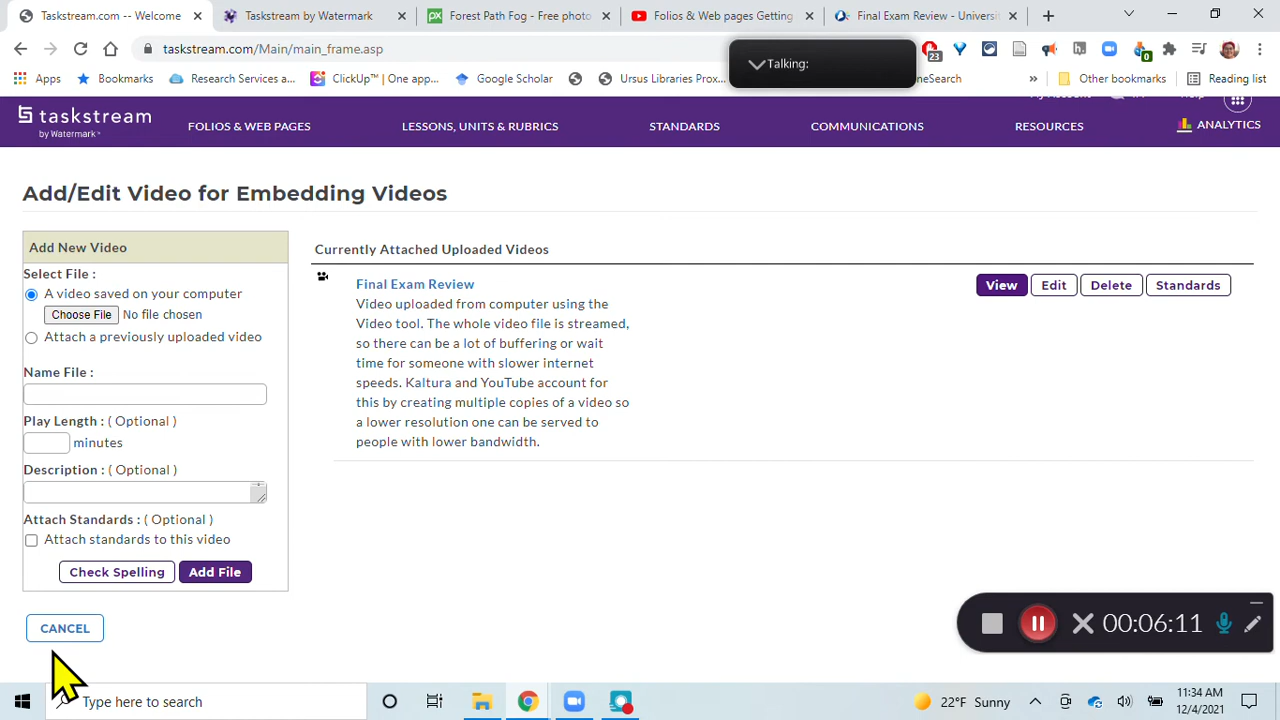 Taskstream.com -- Welcome
Taskstream by Watermark
Forest Path Fog - Free photo
Folios & Web pages Getting
Final Exam Review - Universit
taskstream.com/Main/main_frame.asp
23
0
Apps
Bookmarks
Research Services a...
ClickUp™ | One app...
Google Scholar
Ursus Libraries Prox...
eSearch
»
Other bookmarks
Reading list
Talking:
taskstream
by Watermark™
FOLIOS & WEB PAGES
LESSONS, UNITS & RUBRICS
STANDARDS
COMMUNICATIONS
RESOURCES
ANALYTICS
Add/Edit Video for Embedding Videos
Add New Video
Select File :
A video saved on your computer
Choose File No file chosen
Attach a previously uploaded video
Name File :
Play Length : ( Optional )
minutes
Description : ( Optional )
Attach Standards : ( Optional )
Attach standards to this video
Check Spelling
Add File
CANCEL
Currently Attached Uploaded Videos
Final Exam Review
Video uploaded from computer using the
Video tool. The whole video file is streamed,
so there can be a lot of buffering or wait
time for someone with slower internet
speeds. Kaltura and YouTube account for
this by creating multiple copies of a video so
a lower resolution one can be served to
people with lower bandwidth.
View
Edit
Delete
Standards
00:06:11
Type here to search
22°F Sunny
11:34 AM
12/4/2021